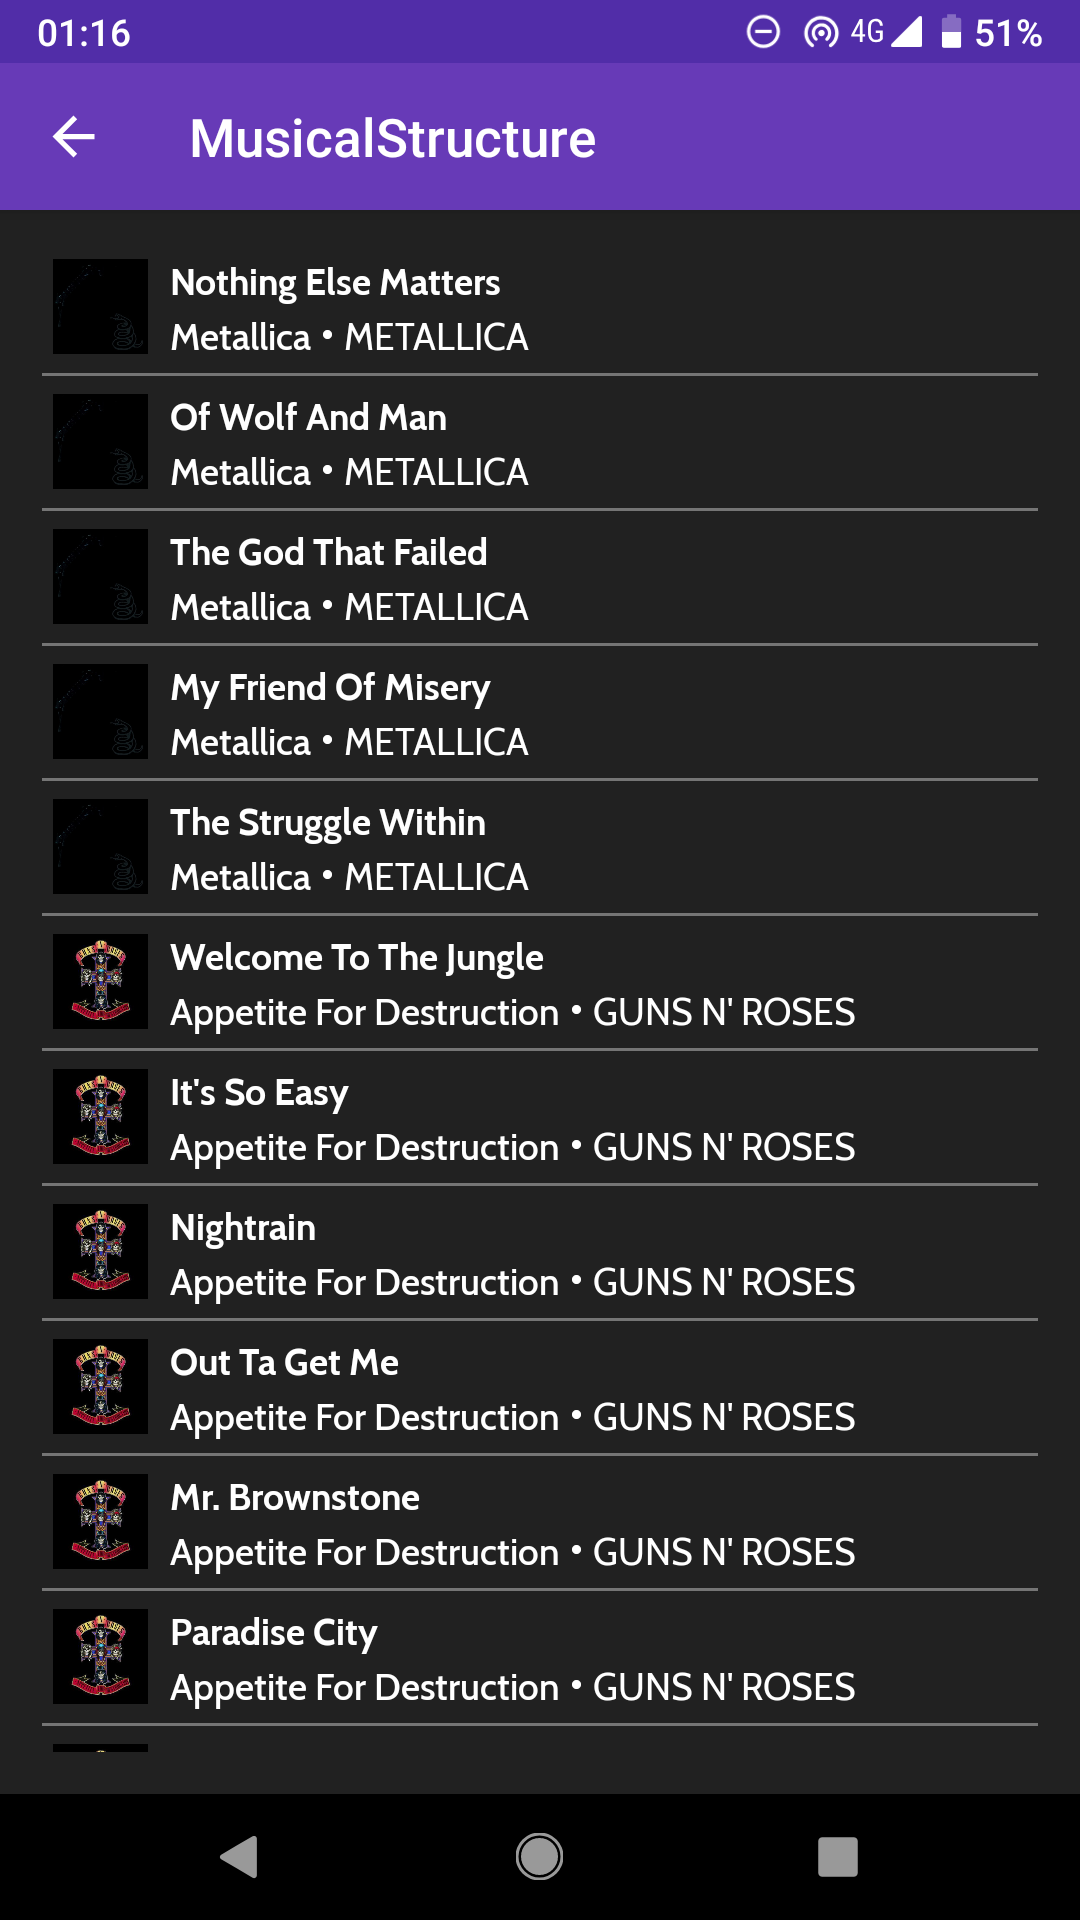 01:16 4G 51%
MusicalStructure
Nothing Else Matters
Metallica • METALLICA
Of Wolf And Man
Metallica • METALLICA
The God That Failed
Metallica • METALLICA
My Friend Of Misery
Metallica • METALLICA
The Struggle Within
Metallica • METALLICA
Welcome To The Jungle
Appetite For Destruction • GUNS N' ROSES
It's So Easy
Appetite For Destruction • GUNS N' ROSES
Nightrain
Appetite For Destruction • GUNS N' ROSES
Out Ta Get Me
Appetite For Destruction • GUNS N' ROSES
Mr. Brownstone
Appetite For Destruction • GUNS N' ROSES
Paradise City
Appetite For Destruction • GUNS N' ROSES